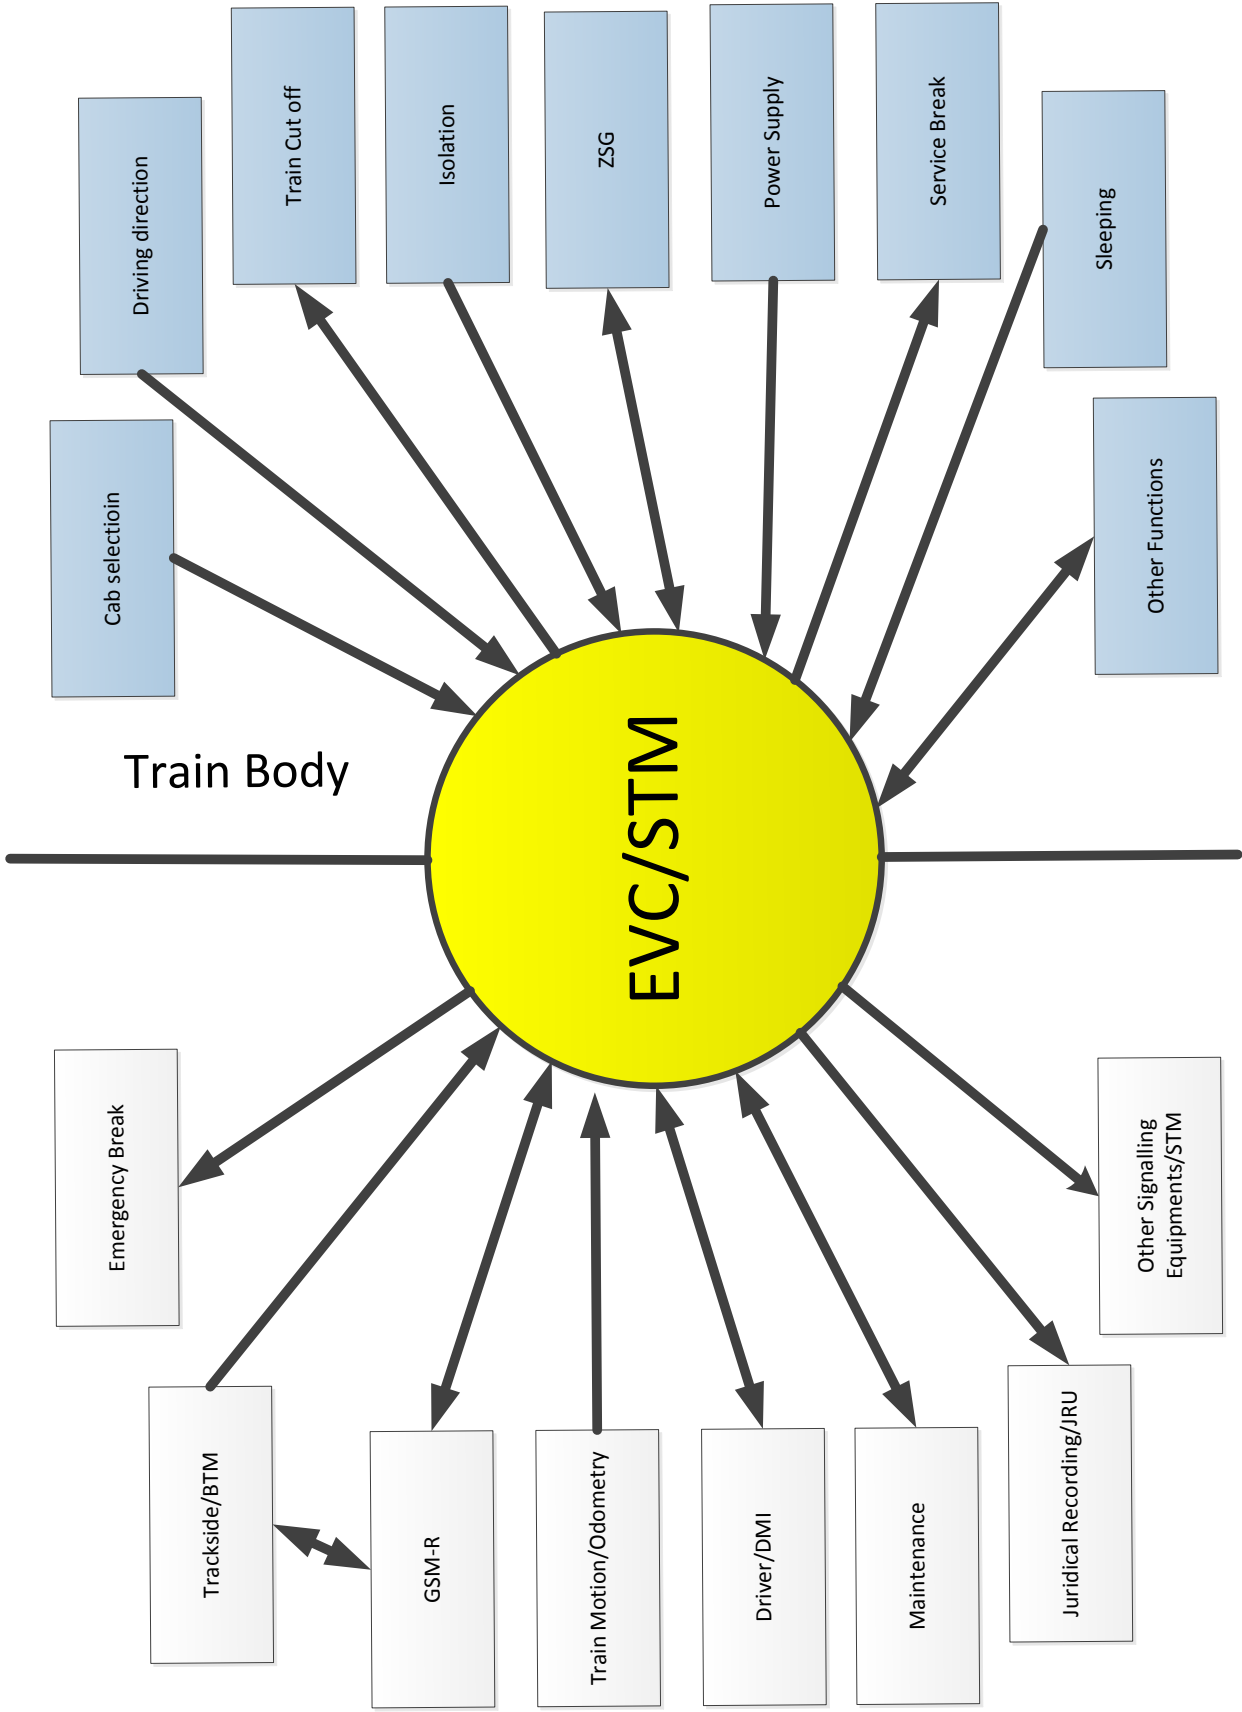 Driving direction
Train Cut off
Isolation
ZSG
Power Supply
Service Break
Sleeping
Cab selectioin
Other Functions
Train Body
EVC/STM
Emergency Break
Other Signalling
Equipments/STM
Trackside/BTM
GSM-R
Train Motion/Odometry
Driver/DMI
Maintenance
Juridical Recording/JRU